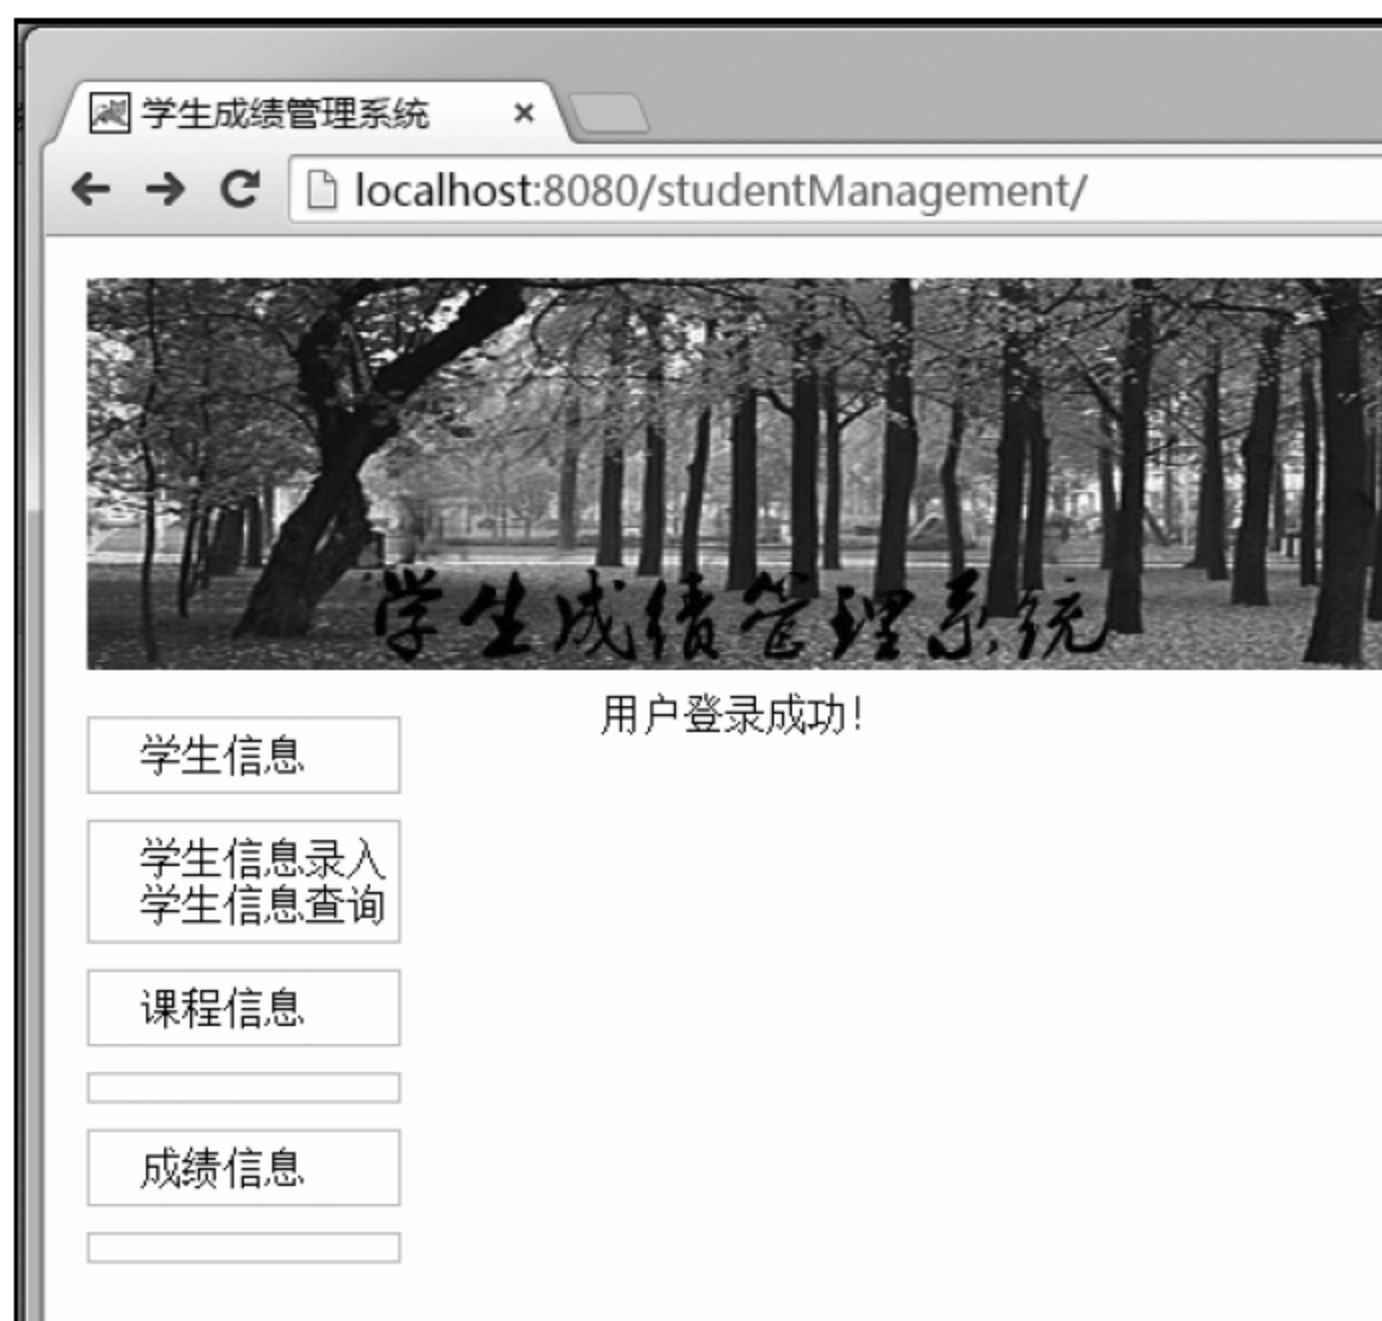 学生成绩管理系统
localhost:8080/studentManagement/
学生成绩管理系统
用户登录成功!
学生信息
学生信息录入
学生信息查询
课程信息
成绩信息